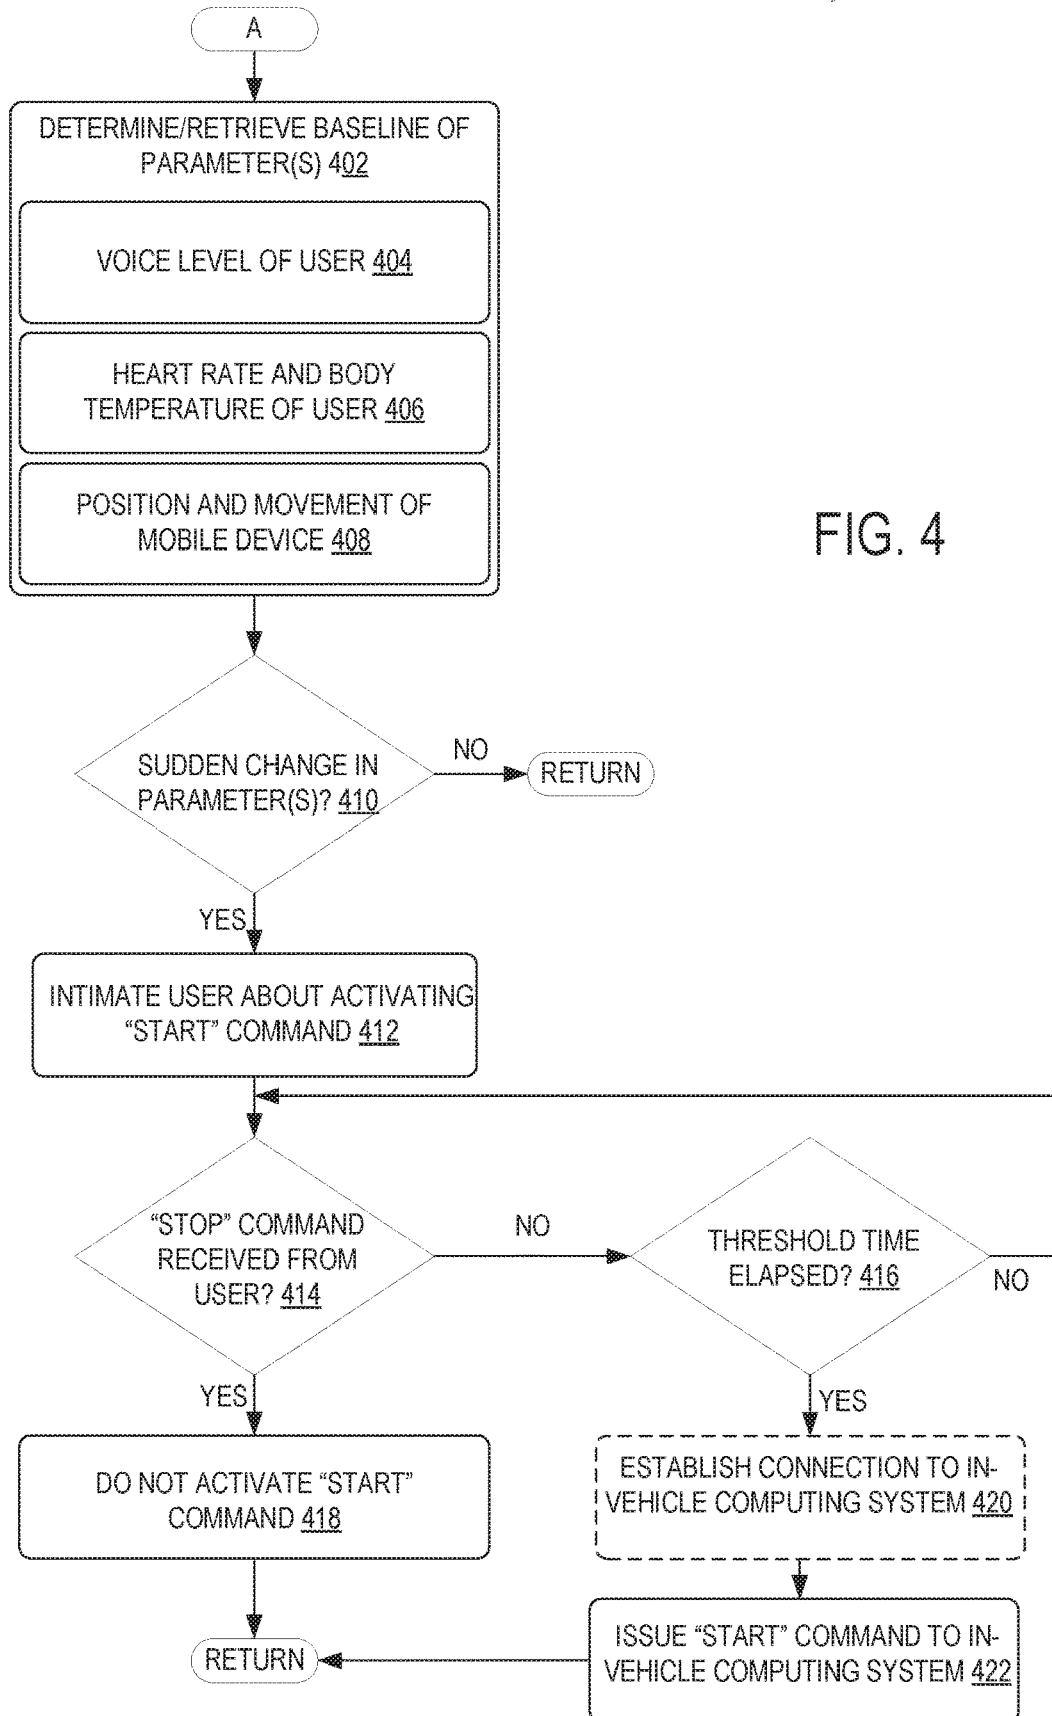 A
DETERMINE/RETRIEVE BASELINE OF
PARAMETER(S) 402
VOICE LEVEL OF USER 404
HEART RATE AND BODY
TEMPERATURE OF USER 406
POSITION AND MOVEMENT OF
MOBILE DEVICE 408
FIG. 4
SUDDEN CHANGE IN
PARAMETER(S)? 410
NO
RETURN
YES
INTIMATE USER ABOUT ACTIVATING
“START” COMMAND 412
“STOP” COMMAND
RECEIVED FROM
USER? 414
NO
THRESHOLD TIME
ELAPSED? 416
NO
YES
YES
DO NOT ACTIVATE “START”
COMMAND 418
ESTABLISH CONNECTION TO IN-
VEHICLE COMPUTING SYSTEM 420
RETURN
ISSUE “START” COMMAND TO IN-
VEHICLE COMPUTING SYSTEM 422